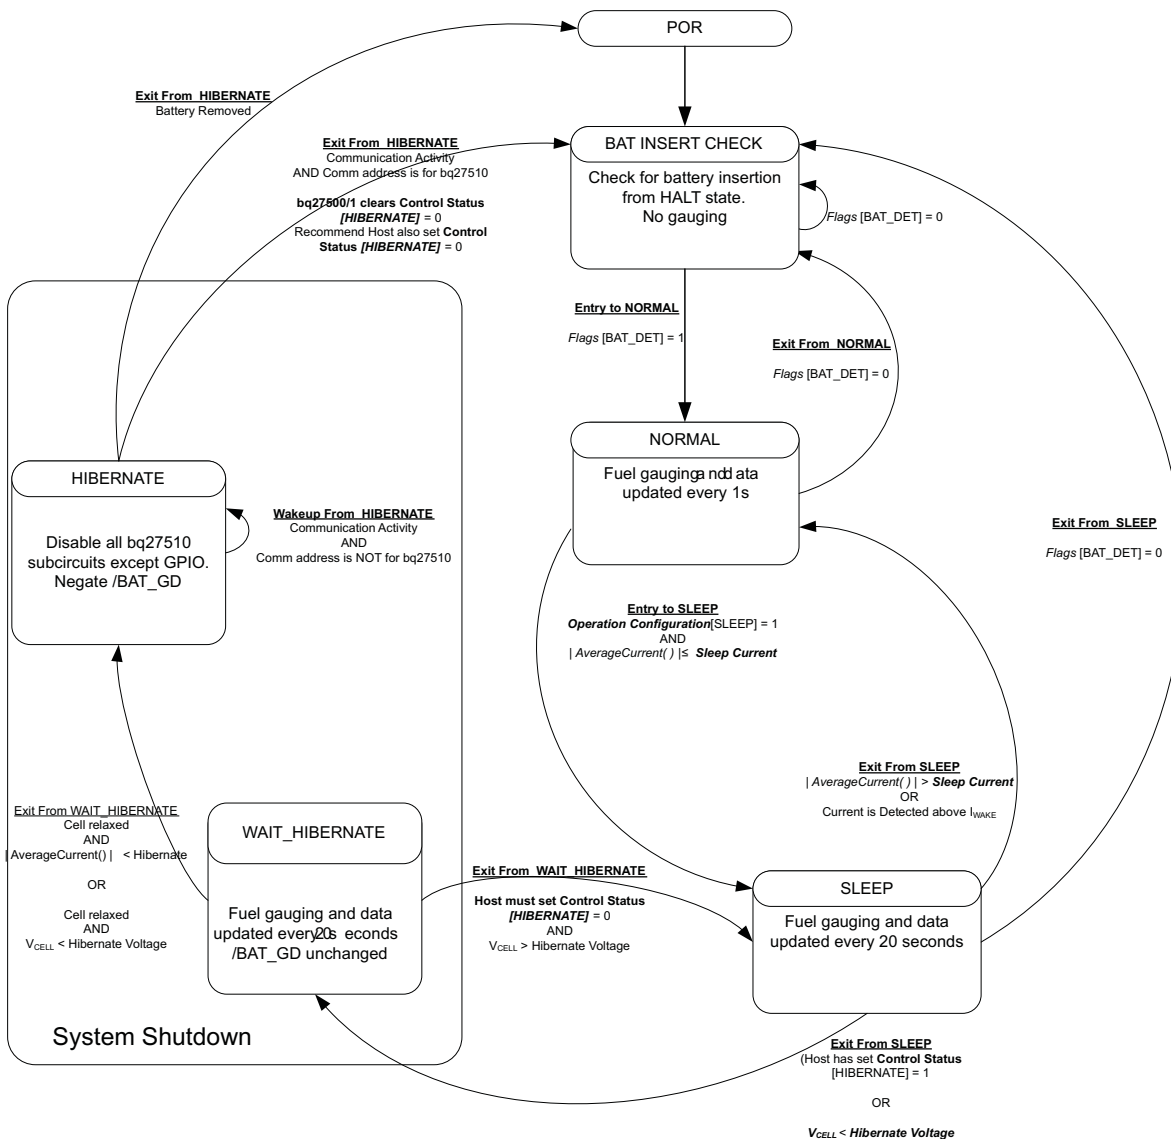 POR
Exit From HIBERNATE
Battery Removed
Exit From HIBERNATE
Communication Activity
AND Comm address is for bq27510
bq27500/1 clears Control Status
[HIBERNATE] = 0
Recommend Host also set Control
Status [HIBERNATE] = 0
BAT INSERT CHECK
Check for battery insertion
from HALT state.
No gauging
Flags [BAT_DET] = 0
Entry to NORMAL
Flags [BAT_DET] = 1
Exit From NORMAL
Flags [BAT_DET] = 0
NORMAL
Fuel gauginga ndd ata
updated every 1s
HIBERNATE
Disable all bq27510
subcircuits except GPIO.
Negate /BAT_GD
Wakeup From HIBERNATE
Communication Activity
AND
Comm address is NOT for bq27510
Exit From SLEEP
Flags [BAT_DET] = 0
Entry to SLEEP
Operation Configuration[SLEEP] = 1
AND
| AverageCurrent( ) |≤ Sleep Current
Exit From SLEEP
| AverageCurrent( ) | > Sleep Current
OR
Current is Detected above IWAKE
Exit From WAIT_HIBERNATE
Cell relaxed
AND
| AverageCurrent() | < Hibernate
OR
Cell relaxed
AND
VCELL < Hibernate Voltage
WAIT_HIBERNATE
Fuel gauging and data
updated every20s econds
/BAT_GD unchanged
Exit From WAIT_HIBERNATE
Host must set Control Status
[HIBERNATE] = 0
AND
VCELL > Hibernate Voltage
SLEEP
Fuel gauging and data
updated every 20 seconds
System Shutdown
Exit From SLEEP
(Host has set Control Status
[HIBERNATE] = 1
OR
VCELL < Hibernate Voltage